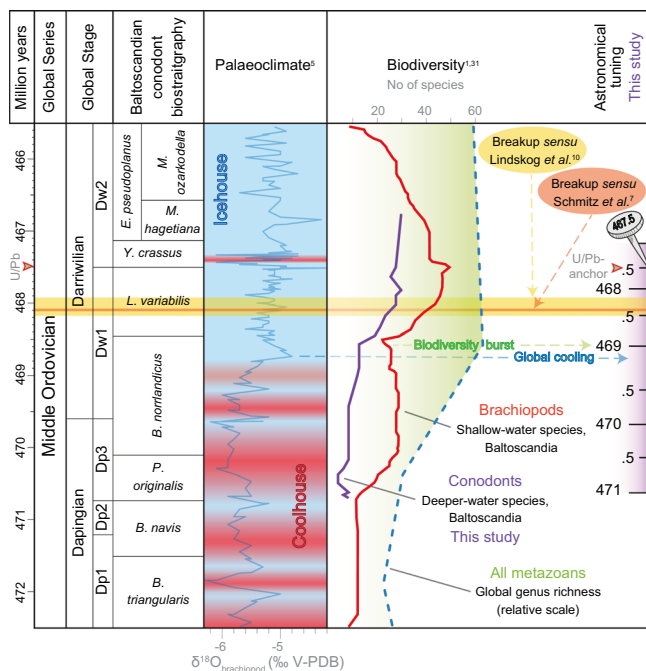 Million years
Global Series
Global Stage
Baltoscandian
conodont
biostraitgraphy
Palaeoclimate5
Biodiversity1,31
No of species
20 40 60
Astronomical
tuning
This study
466
467
U/Pb
468
469
470
471
472
Middle Ordovician
Darriwilian
Dapingian
Dw2
Dw1
Dp3
Dp2
Dp1
E. pseudoplanus
M. ozarkodella
M.
hagetiana
Y. crassus
L. variabilis
B. norrlandicus
P.
originalis
B. navis
B.
triangularis
Icehouse
Coolhouse
Breakup sensu
Lindskog et al.10
Breakup sensu
Schmitz et al.7
467.5
U/Pb-
anchor
.5
468
.5
469
.5
470
.5
471
Biodiversity burst
Global cooling
Brachiopods
Shallow-water species,
Baltoscandia
Conodonts
Deeper-water species,
Baltoscandia
This study
All metazoans
Global genus richness
(relative scale)
-6 -5
δ18Obrachiopod (‰ V-PDB)